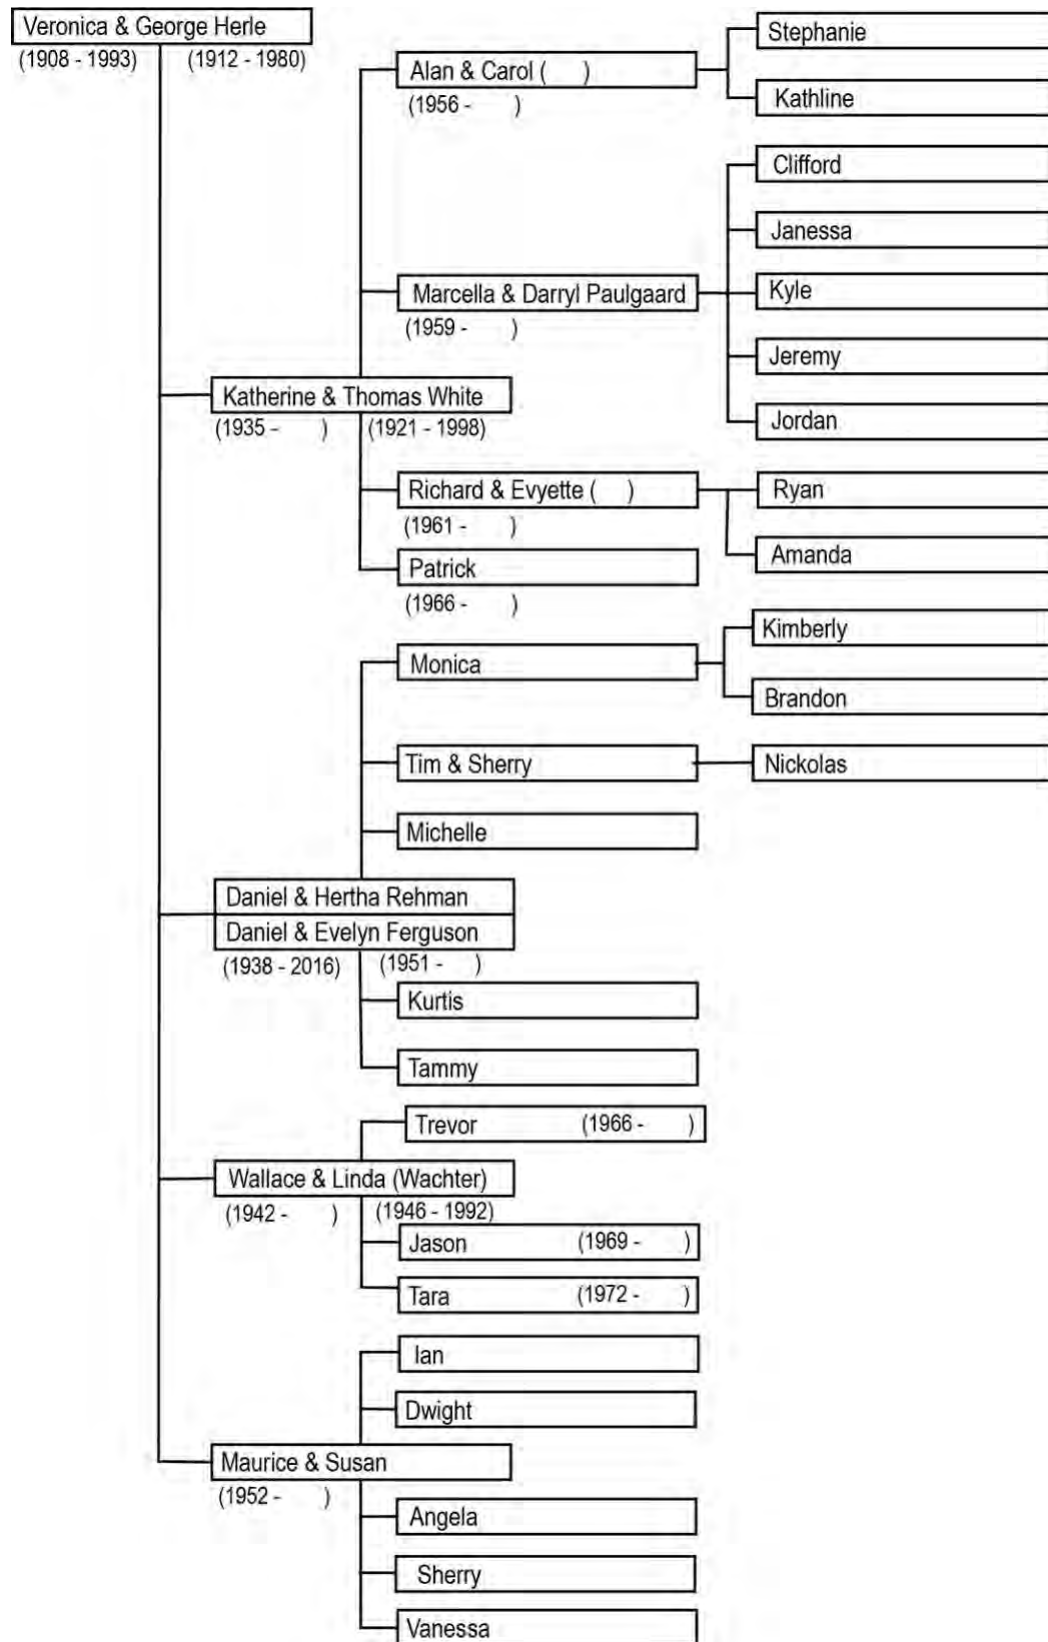 Veronica & George Herle
(1908 - 1993) (1912 - 1980)
Alan & Carol ( )
(1956 - )
Stephanie
Kathline
Marcella & Darryl Paulgaard
(1959 - )
Clifford
Janessa
Kyle
Jeremy
Jordan
Katherine & Thomas White
(1935 - ) (1921 - 1998)
Richard & Evyette ( )
(1961 - )
Ryan
Amanda
Patrick
(1966 - )
Monica
Kimberly
Brandon
Tim & Sherry
Nickolas
Michelle
Daniel & Hertha Rehman
Daniel & Evelyn Ferguson
(1938 - 2016) (1951 - )
Kurtis
Tammy
Trevor (1966 - )
Wallace & Linda (Wachter)
(1942 - ) (1946 - 1992)
Jason (1969 - )
Tara (1972 - )
Ian
Dwight
Maurice & Susan
(1952 - )
Angela
Sherry
Vanessa